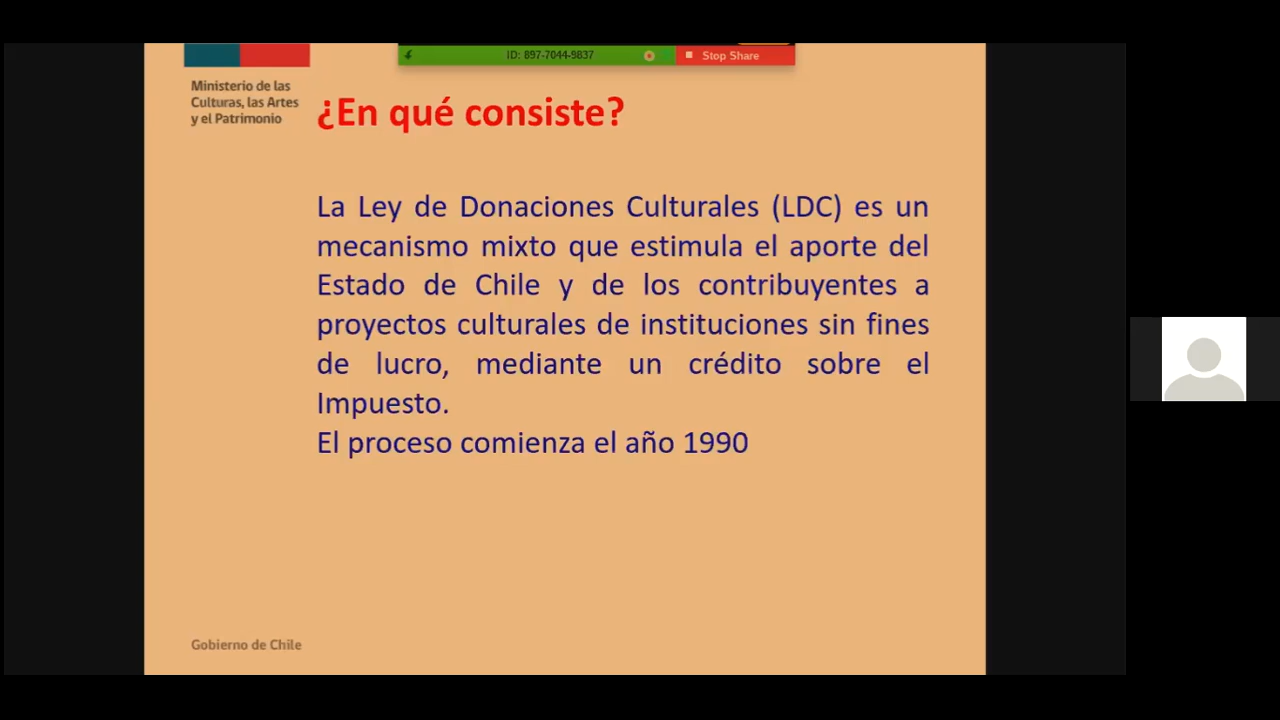 ID: 897-7044-9837
Stop Share
Ministerio de las
Culturas, las Artes
y el Patrimonio
¿En qué consiste?
La Ley de Donaciones Culturales (LDC) es un
mecanismo mixto que estimula el aporte del
Estado de Chile y de los contribuyentes a
proyectos culturales de instituciones sin fines
de lucro, mediante un crédito sobre el
Impuesto.
El proceso comienza el año 1990
Gobierno de Chile